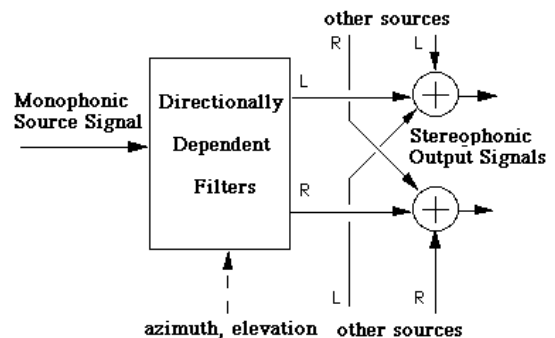 other sources
R
L
Monophonic
Source Signal
Directionally
Dependent
Filters
L
R
Stereophonic
Output Signals
L
R
azimuth, elevation
other sources